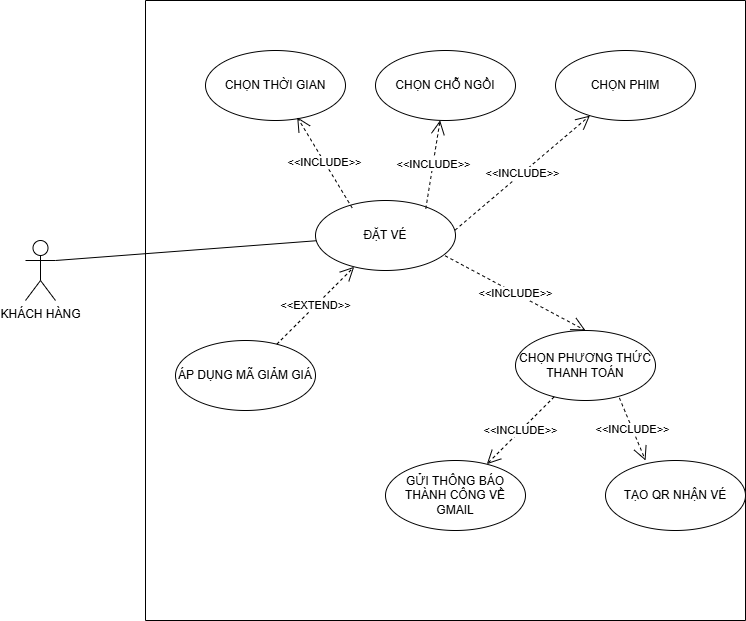 CHỌN THỜI GIAN
CHỌN CHỖ NGỒI
CHỌN PHIM
<<INCLUDE>>
<<INCLUDE>>
<<INCLUDE>>
ĐẶT VÉ
KHÁCH HÀNG
<<INCLUDE>>
<<EXTEND>>
ÁP DỤNG MÃ GIẢM GIÁ
CHỌN PHƯƠNG THỨC
THANH TOÁN
<<INCLUDE>>
<<INCLUDE>>
GỬI THÔNG BÁO
THÀNH CÔNG VỀ
GMAIL
TẠO QR NHẬN VÉ